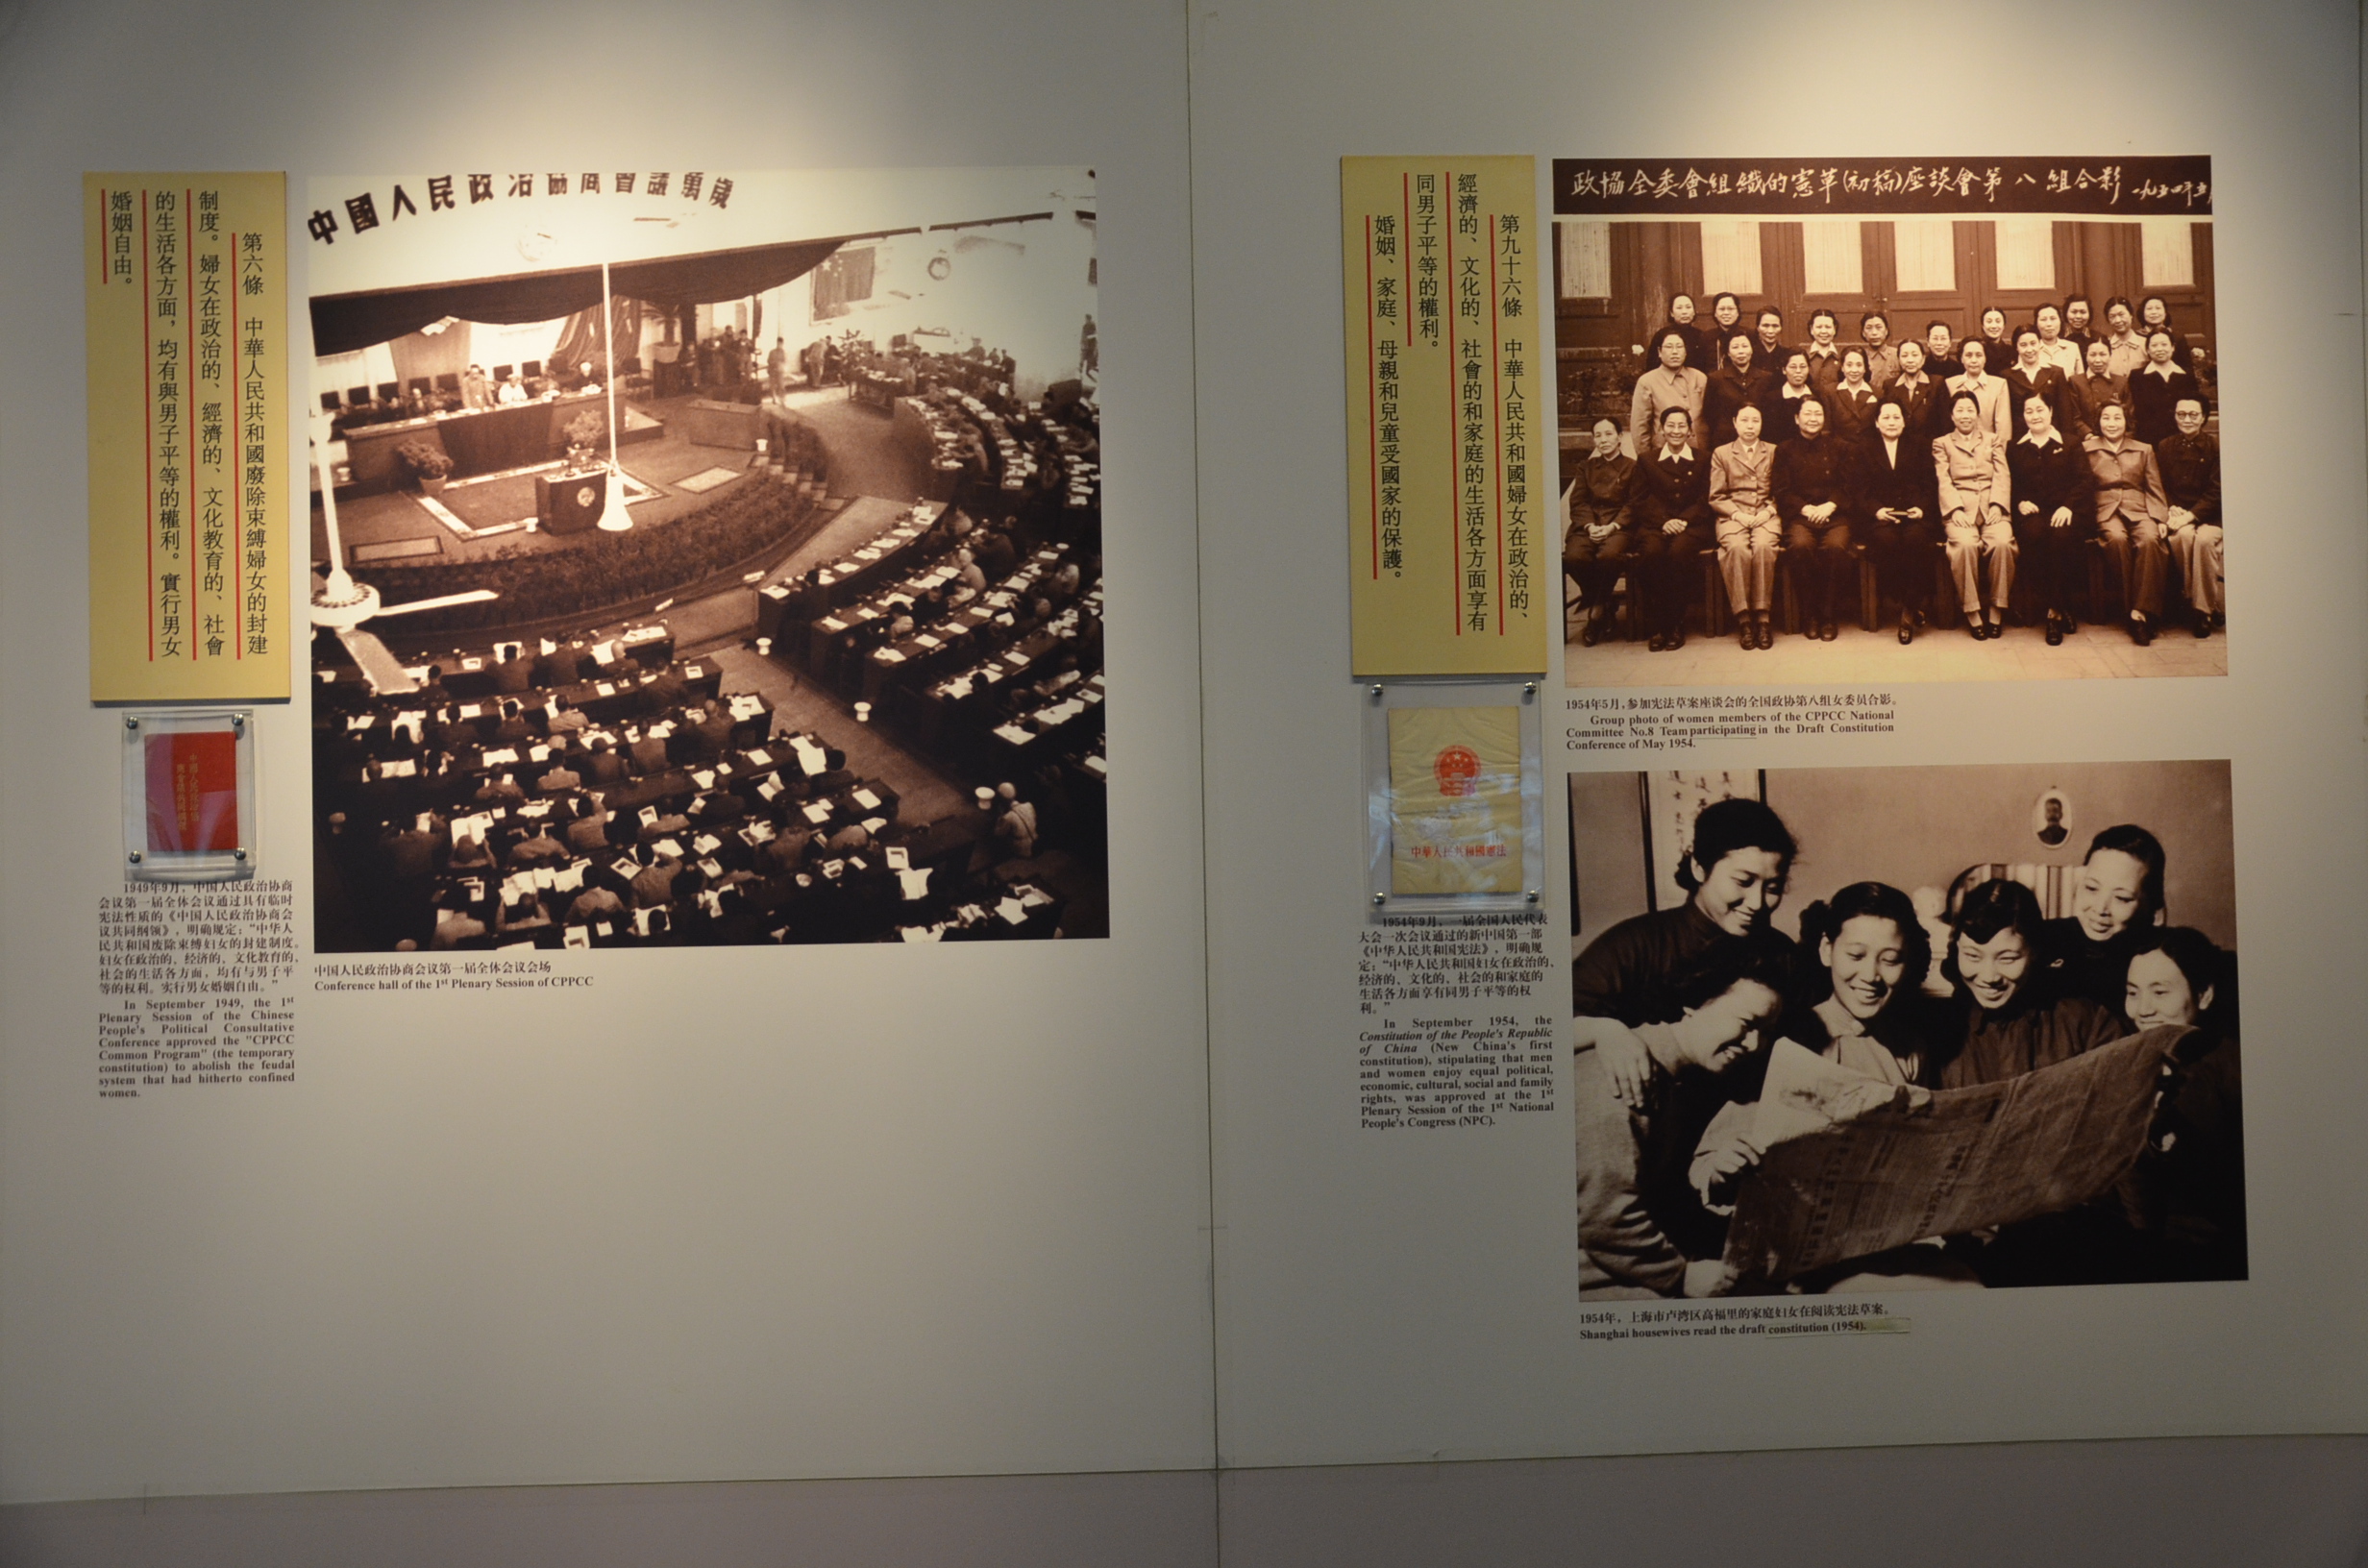 第六條　中華人民共和國廢除束縛婦女的封建
制度。婦女在政治的、經濟的、文化教育的、社會
的生活各方面，均有與男子平等的權利。實行男女
婚姻自由。
中國人民政治協商會議萬歲
1949年9月，中国人民政治协商
会议第一届全体会议通过具有临时
宪法性质的《中国人民政治协商会
议共同纲领》，明确规定：“中华人
民共和国废除束缚妇女的封建制度。
妇女在政治的、经济的、文化教育的、
社会的生活各方面，均有与男子平
等的权利。实行男女婚姻自由。”
In September 1949, the 1st
Plenary Session of the Chinese
People's Political Consultative
Conference approved the "CPPCC
Common Program" (the temporary
constitution) to abolish the feudal
system that had hitherto confined
women.
中国人民政治协商会议第一届全体会议会场
Conference hall of the 1st Plenary Session of CPPCC
第九十六條　中華人民共和國婦女在政治的、
經濟的、文化的、社會的和家庭的生活各方面享有
同男子平等的權利。
婚姻、家庭、母親和兒童受國家的保護。
中華人民共和國憲法
1954年9月，一届全国人民代表
大会一次会议通过的新中国第一部
《中华人民共和国宪法》，明确规
定：“中华人民共和国妇女在政治的、
经济的、文化的、社会的和家庭的
生活各方面享有同男子平等的权
利。”
In September 1954, the
Constitution of the People's Republic
of China (New China's first
constitution), stipulating that men
and women enjoy equal political,
economic, cultural, social and family
rights, was approved at the 1st
Plenary Session of the 1st National
People's Congress (NPC).
政協全委會組織的憲草(初稿)座談會第八組合影 一九五四年五
1954年5月，参加宪法草案座谈会的全国政协第八组女委员合影。
Group photo of women members of the CPPCC National
Committee No.8 Team participating in the Draft Constitution
Conference of May 1954.
1954年，上海市卢湾区高福里的家庭妇女在阅读宪法草案。
Shanghai housewives read the draft constitution (1954).